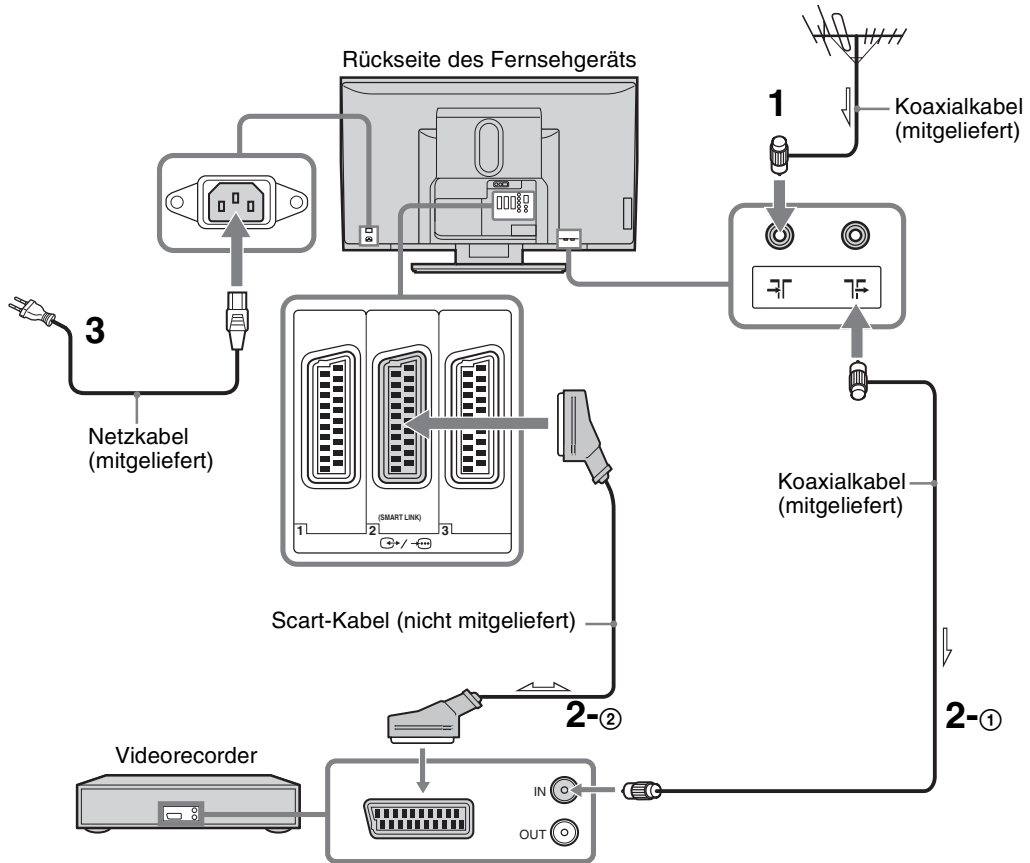 Rückseite des Fernsehgeräts
1
Koaxialkabel
(mitgeliefert)
3
Netzkabel
(mitgeliefert)
(SMART LINK)
1
2
3
Koaxialkabel
(mitgeliefert)
Scart-Kabel (nicht mitgeliefert)
2-②
2-①
Videorecorder
IN
OUT